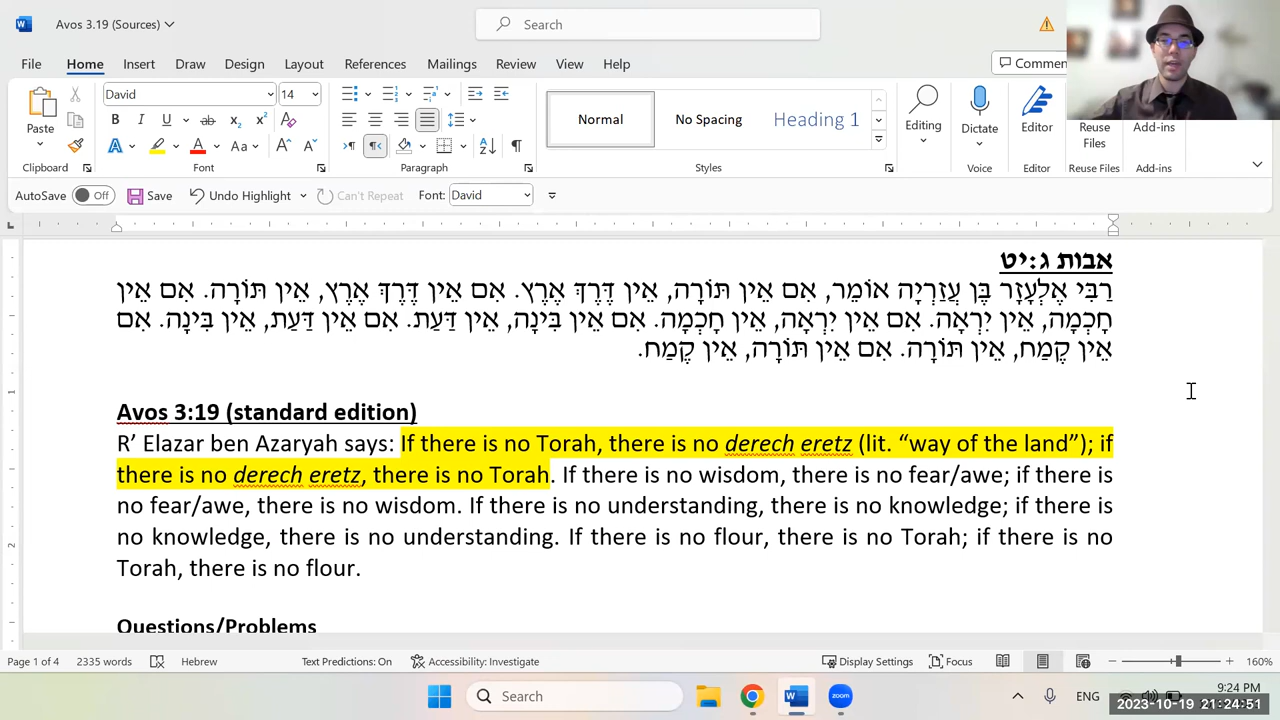 Avos 3.19 (Sources)
Search
File Home Insert Draw Design Layout References Mailings Review View Help Commen
Paste
Clipboard
David 14
B I U ab x₂ x²
A A Aa A A
Font
Paragraph
Normal
No Spacing
Heading 1
Styles
Editing
Dictate
Voice
Editor
Editor
Reuse Files
Reuse Files
Add-ins
Add-ins
AutoSave Off Save Undo Highlight Can't Repeat Font: David
אבות ג:יט
רַבִּי אֶלְעָזָר בֶּן עֲזַרְיָה אוֹמֵר, אִם אֵין תּוֹרָה, אֵין דֶּרֶךְ אֶרֶץ. אִם אֵין דֶּרֶךְ אֶרֶץ, אֵין תּוֹרָה. אִם אֵין
חָכְמָה, אֵין יִרְאָה. אִם אֵין יִרְאָה, אֵין חָכְמָה. אִם אֵין בִּינָה, אֵין דַּעַת. אִם אֵין דַּעַת, אֵין בִּינָה. אִם
אֵין קֶמַח, אֵין תּוֹרָה. אִם אֵין תּוֹרָה, אֵין קֶמַח.
Avos 3:19 (standard edition)
R’ Elazar ben Azaryah says: If there is no Torah, there is no derech eretz (lit. “way of the land”); if
there is no derech eretz, there is no Torah. If there is no wisdom, there is no fear/awe; if there is
no fear/awe, there is no wisdom. If there is no understanding, there is no knowledge; if there is
no knowledge, there is no understanding. If there is no flour, there is no Torah; if there is no
Torah, there is no flour.
Questions/Problems
1
2
Page 1 of 4 2335 words Hebrew Text Predictions: On Accessibility: Investigate Display Settings Focus 160%
Search
zoom
ENG
9:24 PM
2023-10-19 21:24:51